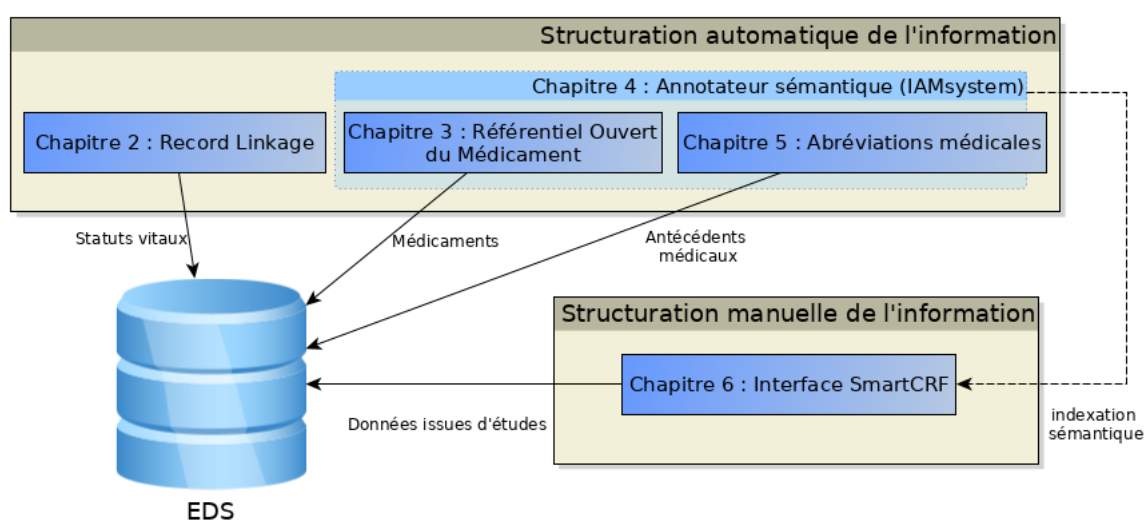 Structuration automatique de l'information
Chapitre 4 : Annotateur sémantique (IAMsystem)
Chapitre 2 : Record Linkage
Chapitre 3 : Référentiel Ouvert
du Médicament
Chapitre 5 : Abréviations médicales
Statuts vitaux
Médicaments
Antécédents
médicaux
Structuration manuelle de l'information
Chapitre 6 : Interface SmartCRF
Données issues d'études
indexation
sémantique
EDS